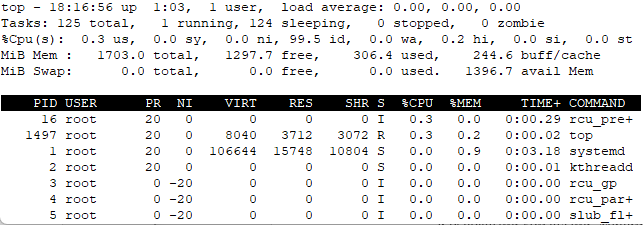 top - 18:16:56 up  1:03,  1 user,  load average: 0.00, 0.00, 0.00
Tasks: 125 total,   1 running, 124 sleeping,   0 stopped,   0 zombie
%Cpu(s):  0.3 us,  0.0 sy,  0.0 ni, 99.5 id,  0.0 wa,  0.2 hi,  0.0 si,  0.0 st
MiB Mem :   1703.0 total,   1297.7 free,    306.4 used,    244.6 buff/cache
MiB Swap:      0.0 total,      0.0 free,      0.0 used.   1396.7 avail Mem
PID USER      PR  NI    VIRT    RES    SHR S  %CPU  %MEM     TIME+ COMMAND
16 root      20   0       0      0      0 I   0.3   0.0   0:00.29 rcu_pre+
1497 root      20   0    8040   3712   3072 R   0.3   0.2   0:00.02 top
1 root      20   0  106644  15748  10804 S   0.0   0.9   0:03.18 systemd
2 root      20   0       0      0      0 S   0.0   0.0   0:00.01 kthreadd
3 root       0 -20       0      0      0 I   0.0   0.0   0:00.00 rcu_gp
4 root       0 -20       0      0      0 I   0.0   0.0   0:00.00 rcu_par+
5 root       0 -20       0      0      0 I   0.0   0.0   0:00.00 slub_fl+